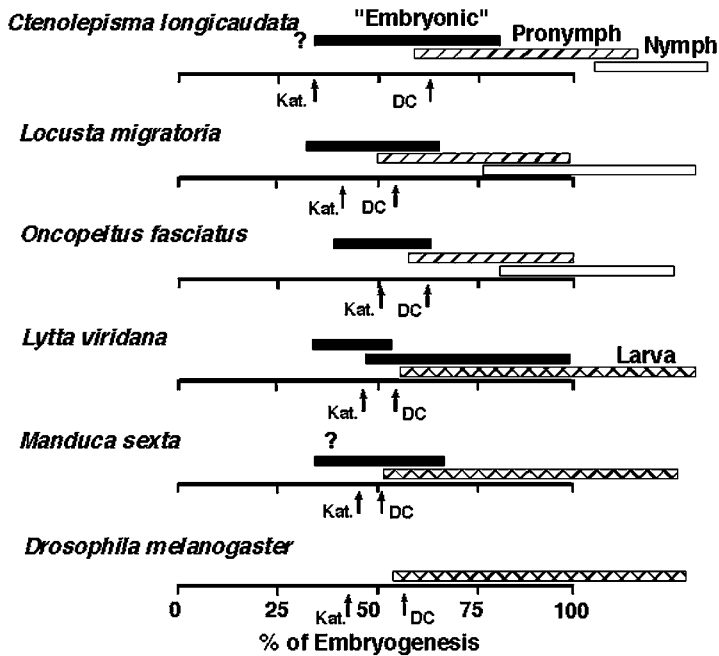 Ctenolepisma longicaudata "Embryonic"
? Pronymph Nymph
Kat. DC
Locusta migratoria
Kat. DC
Oncopeltus fasciatus
Kat. DC
Lytta viridana
Larva
Kat. DC
Manduca sexta ?
Kat. DC
Drosophila melanogaster
0 25 50 75 100
Kat. DC
% of Embryogenesis